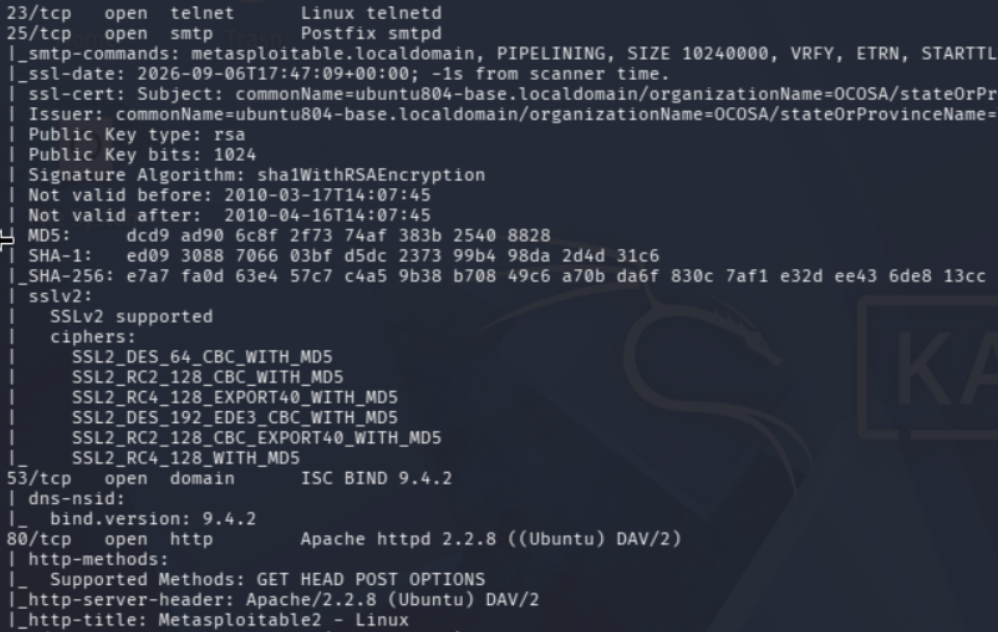 23/tcp   open  telnet      Linux telnetd
25/tcp   open  smtp        Postfix smtpd
|_smtp-commands: metasploitable.localdomain, PIPELINING, SIZE 10240000, VRFY, ETRN, STARTTL
|_ssl-date: 2026-09-06T17:47:09+00:00; -1s from scanner time.
| ssl-cert: Subject: commonName=ubuntu804-base.localdomain/organizationName=OCOSA/stateOrPr
| Issuer: commonName=ubuntu804-base.localdomain/organizationName=OCOSA/stateOrProvinceName=
| Public Key type: rsa
| Public Key bits: 1024
| Signature Algorithm: sha1WithRSAEncryption
| Not valid before: 2010-03-17T14:07:45
| Not valid after:  2010-04-16T14:07:45
| MD5:     dcd9 ad90 6c8f 2f73 74af 383b 2540 8828
| SHA-1:   ed09 3088 7066 03bf d5dc 2373 99b4 98da 2d4d 31c6
|_SHA-256: e7a7 fa0d 63e4 57c7 c4a5 9b38 b708 49c6 a70b da6f 830c 7af1 e32d ee43 6de8 13cc
| sslv2:
|   SSLv2 supported
|   ciphers:
|     SSL2_DES_64_CBC_WITH_MD5
|     SSL2_RC2_128_CBC_WITH_MD5
|     SSL2_RC4_128_EXPORT40_WITH_MD5
|     SSL2_DES_192_EDE3_CBC_WITH_MD5
|     SSL2_RC2_128_CBC_EXPORT40_WITH_MD5
|_    SSL2_RC4_128_WITH_MD5
53/tcp   open  domain      ISC BIND 9.4.2
| dns-nsid:
|_  bind.version: 9.4.2
80/tcp   open  http        Apache httpd 2.2.8 ((Ubuntu) DAV/2)
| http-methods:
|_  Supported Methods: GET HEAD POST OPTIONS
|_http-server-header: Apache/2.2.8 (Ubuntu) DAV/2
|_http-title: Metasploitable2 - Linux
KA